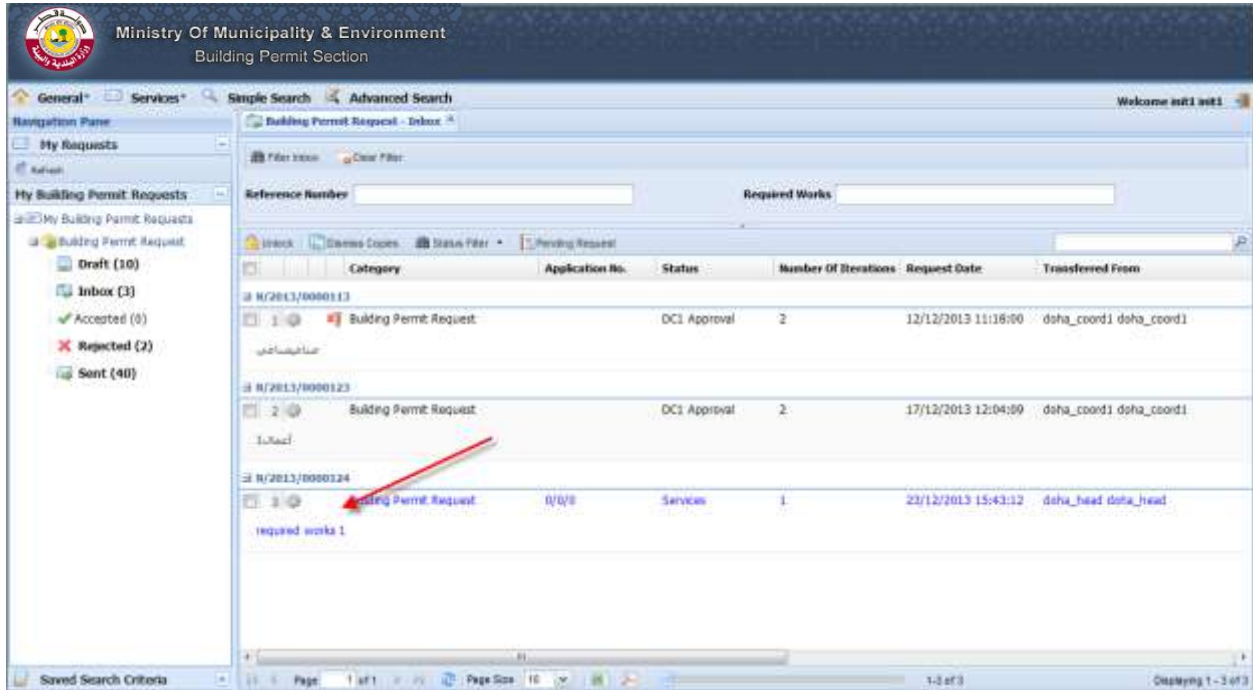 Ministry Of Municipality & Environment
Building Permit Section
General Services Simple Search Advanced Search Welcome init1 init1
Navigation Pane Building Permit Request - Inbox
My Requests
Filter Inbox Clear Filter
Refresh
My Building Permit Requests Reference Number Required Works
My Building Permit Requests
Building Permit Request Unlock Dismiss Copies Status Filter Pending Request
Draft (10) Category Application No. Status Number Of Iterations Request Date Transferred From
Inbox (3) N/2013/0000113
Accepted (0) 1 Building Permit Request DC1 Approval 2 12/12/2013 11:16:00 doha_coord1 doha_coord1
Rejected (2)
Sent (40)
N/2013/0000123
2 Building Permit Request DC1 Approval 2 17/12/2013 12:04:09 doha_coord1 doha_coord1
أعمال1
N/2013/0000124
3 Building Permit Request 0/0/0 Services 1 23/12/2013 15:43:12 doha_head doha_head
required works 1
Saved Search Criteria Page 1 of 1 Page Size 10 1-3 of 3 Displaying 1 - 3 of 3